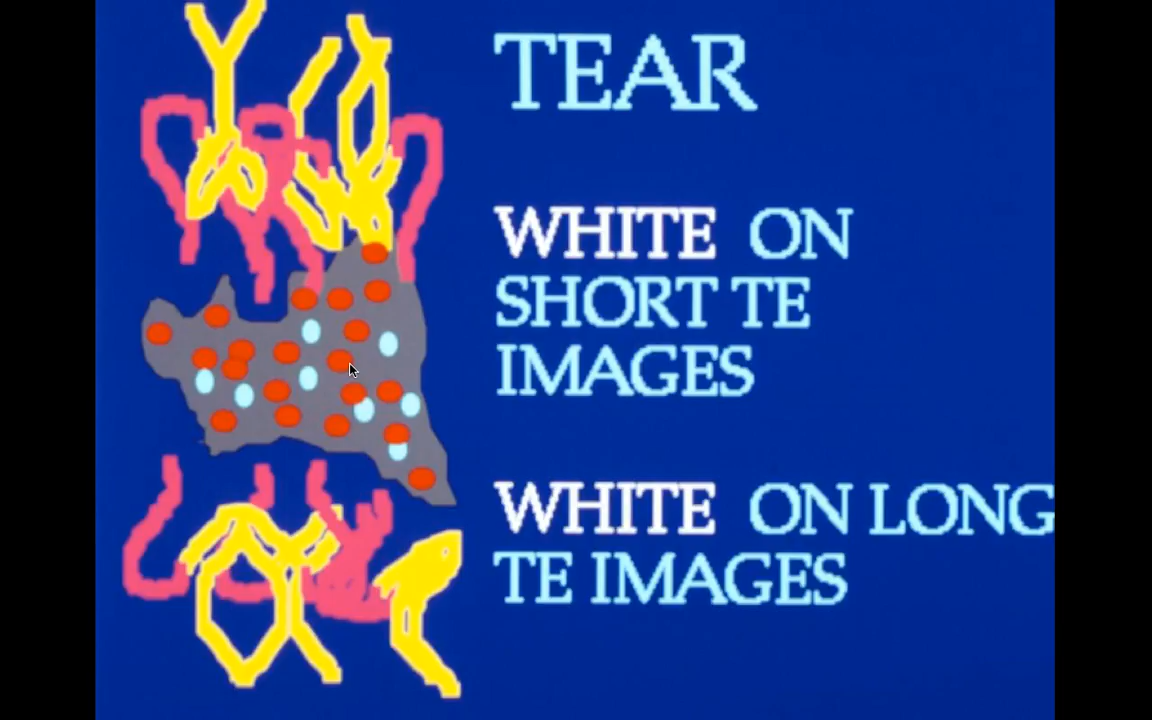 TEAR
WHITE ON
SHORT TE
IMAGES
WHITE ON LONG
TE IMAGES